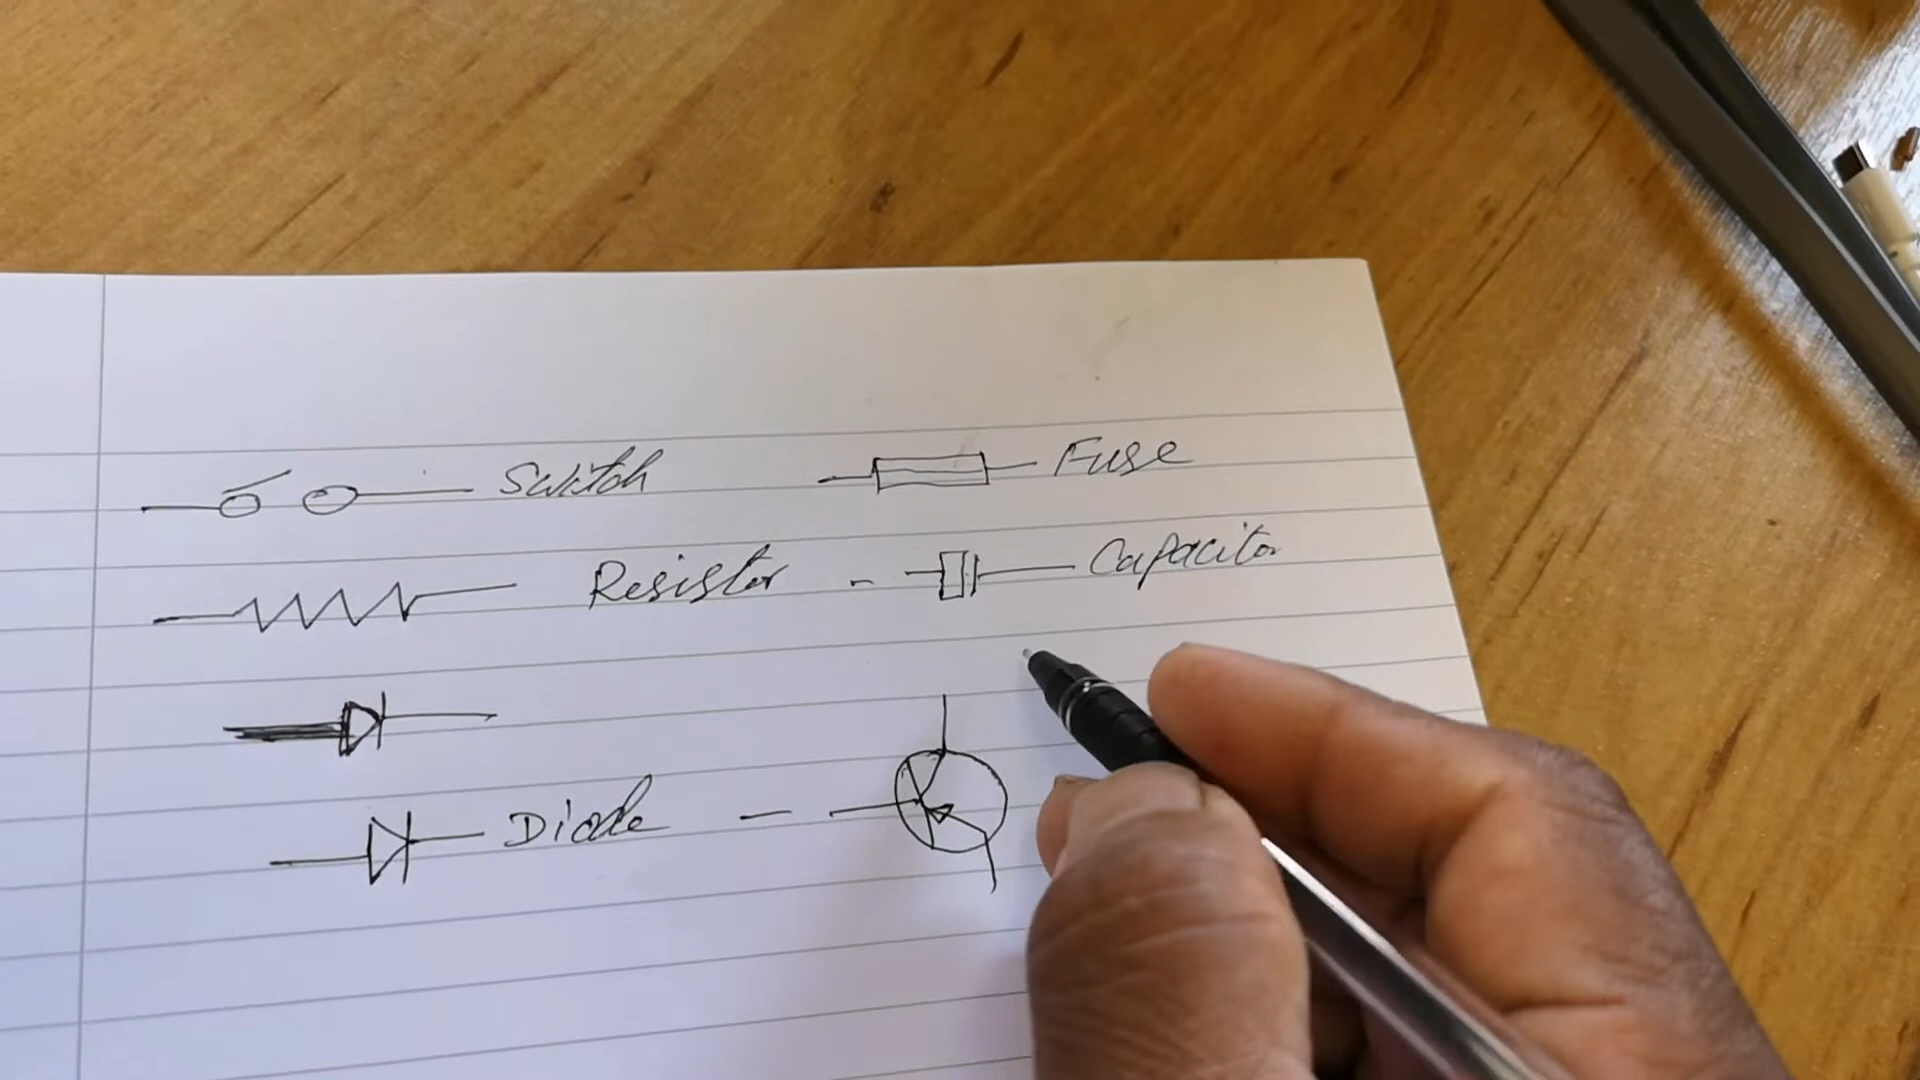 Switch Fuse
Resistor - Capacitor
Diode -